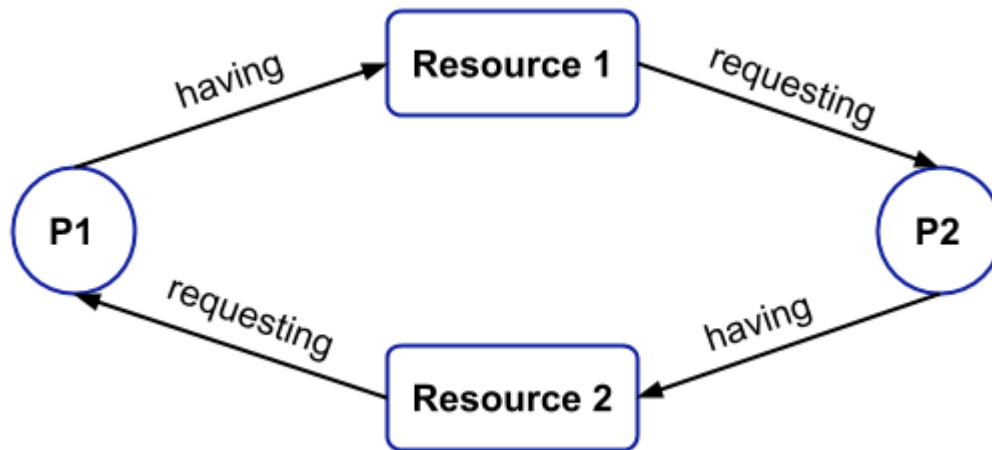 having
Resource 1
requesting
P1
P2
requesting
having
Resource 2